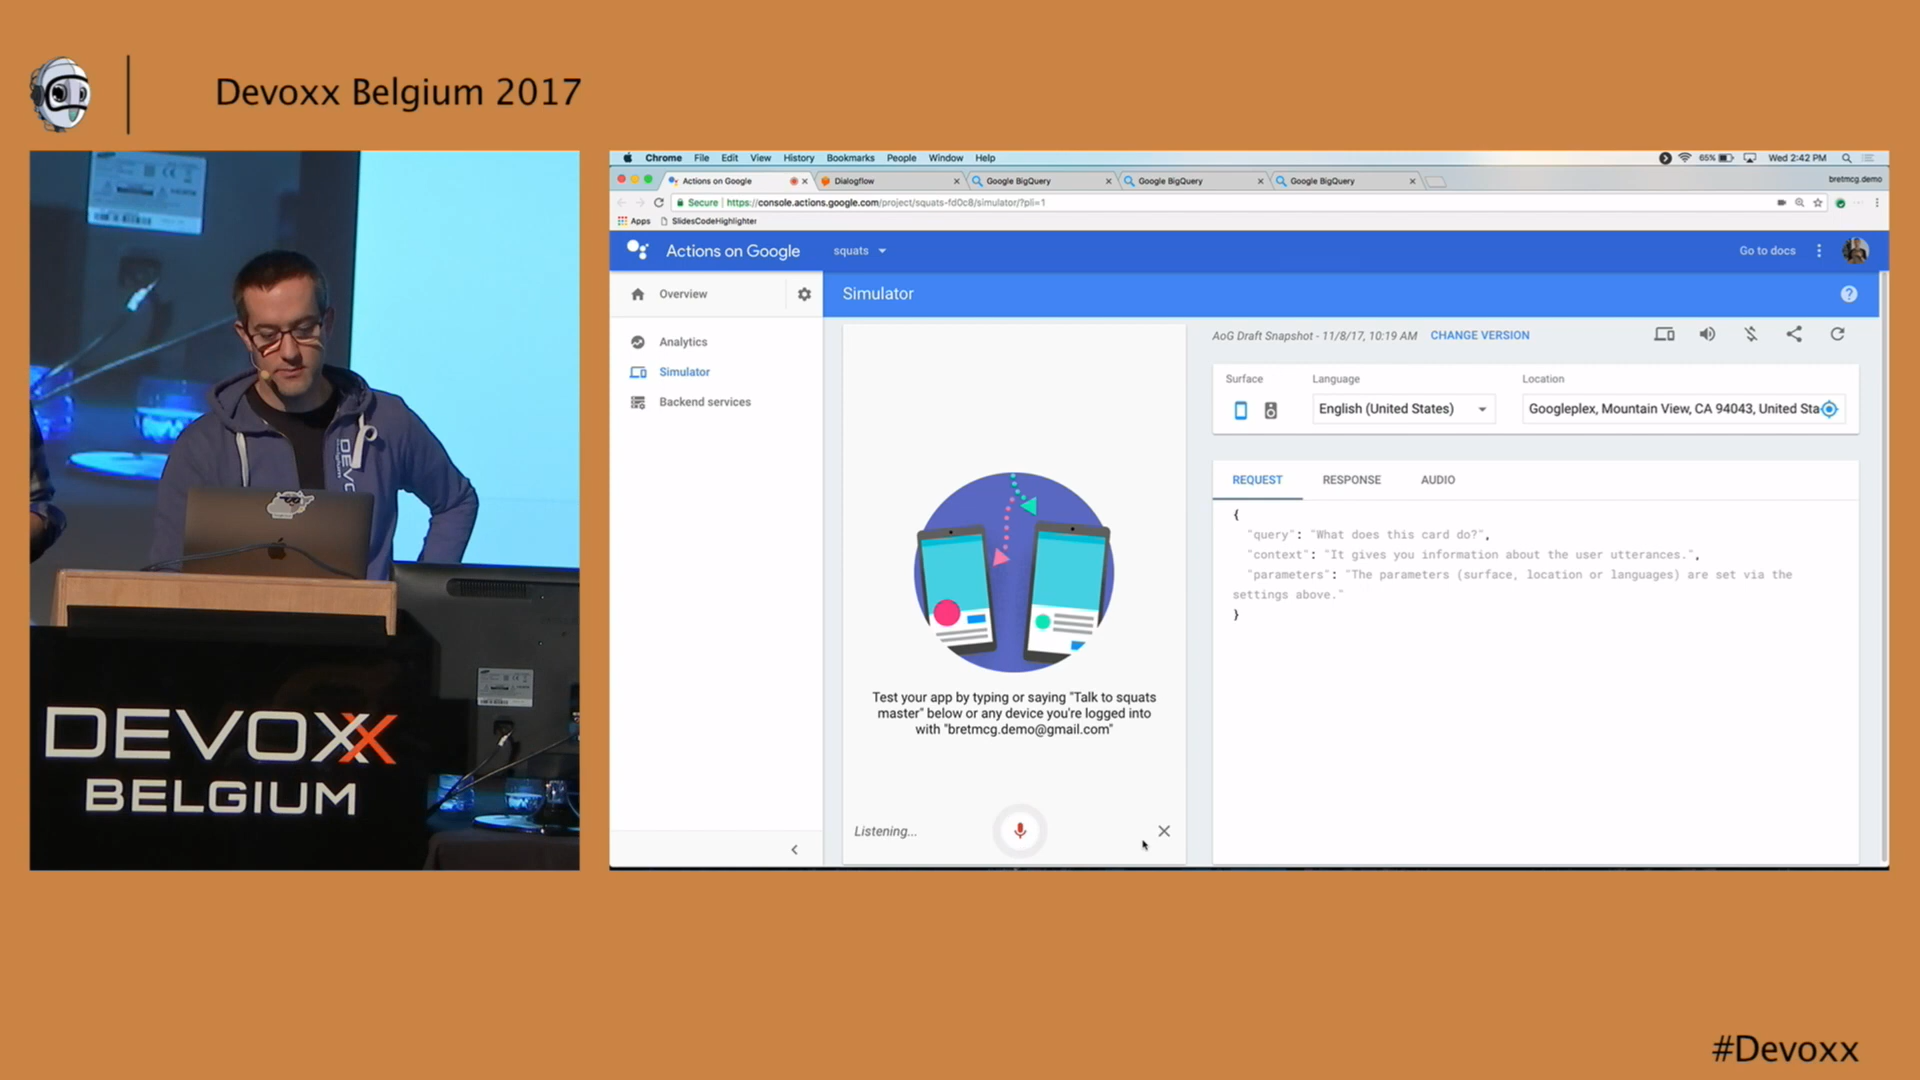 Devoxx Belgium 2017
Chrome File Edit View History Bookmarks People Window Help
65% Wed 2:42 PM
Actions on Google
Dialogflow
Google BigQuery
Google BigQuery
Google BigQuery
bretmcg.demo
Secure https://console.actions.google.com/project/squats-fd0c8/simulator/?pli=1
Apps SlidesCodeHighlighter
Actions on Google squats
Go to docs
Overview
Simulator
Analytics
Simulator
Backend services
AoG Draft Snapshot - 11/8/17, 10:19 AM CHANGE VERSION
Surface Language Location
English (United States)
Googleplex, Mountain View, CA 94043, United Sta
REQUEST RESPONSE AUDIO
{
"query": "What does this card do?",
"context": "It gives you information about the user utterances.",
"parameters": "The parameters (surface, location or languages) are set via the
settings above."
}
Test your app by typing or saying "Talk to squats
master" below or any device you're logged into
with "bretmcg.demo@gmail.com"
Listening...
DEVOXX
BELGIUM
#Devoxx